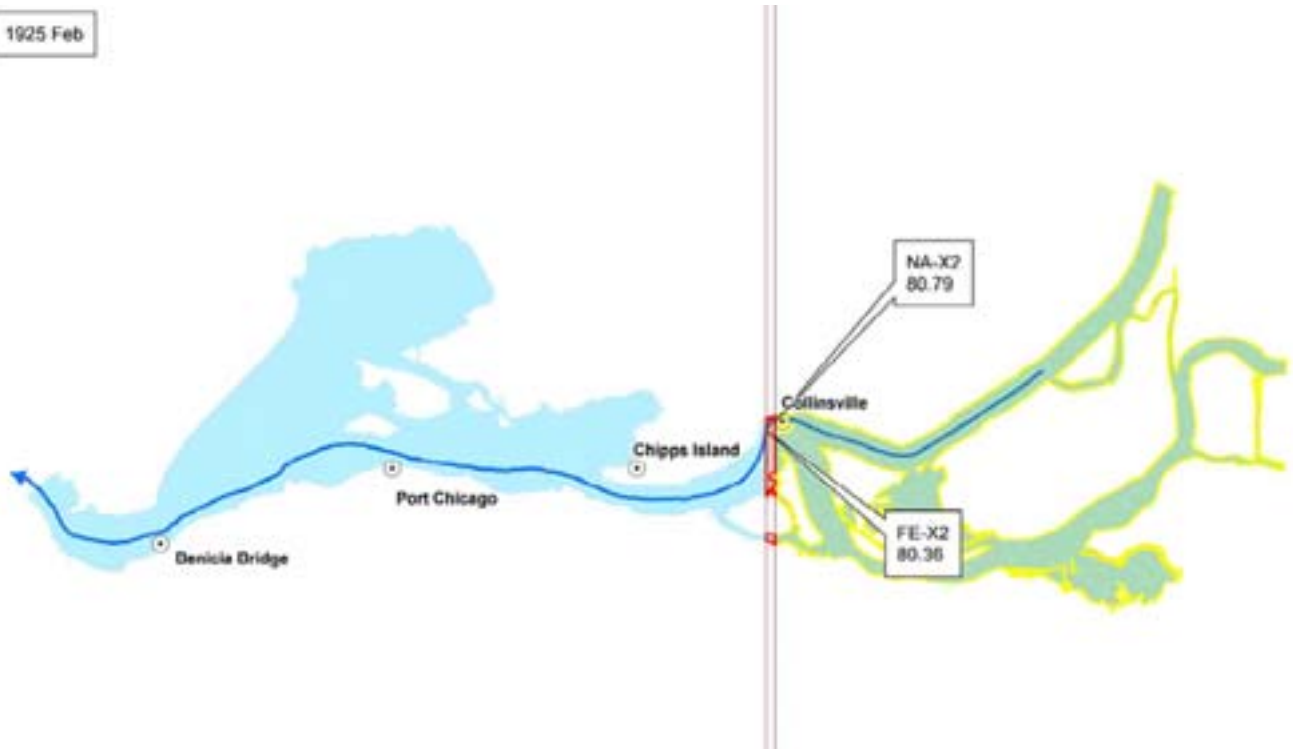 1925 Feb
NA-X2
80.79
Collinsville
Chipps Island
Port Chicago
FE-X2
80.36
Benicia Bridge